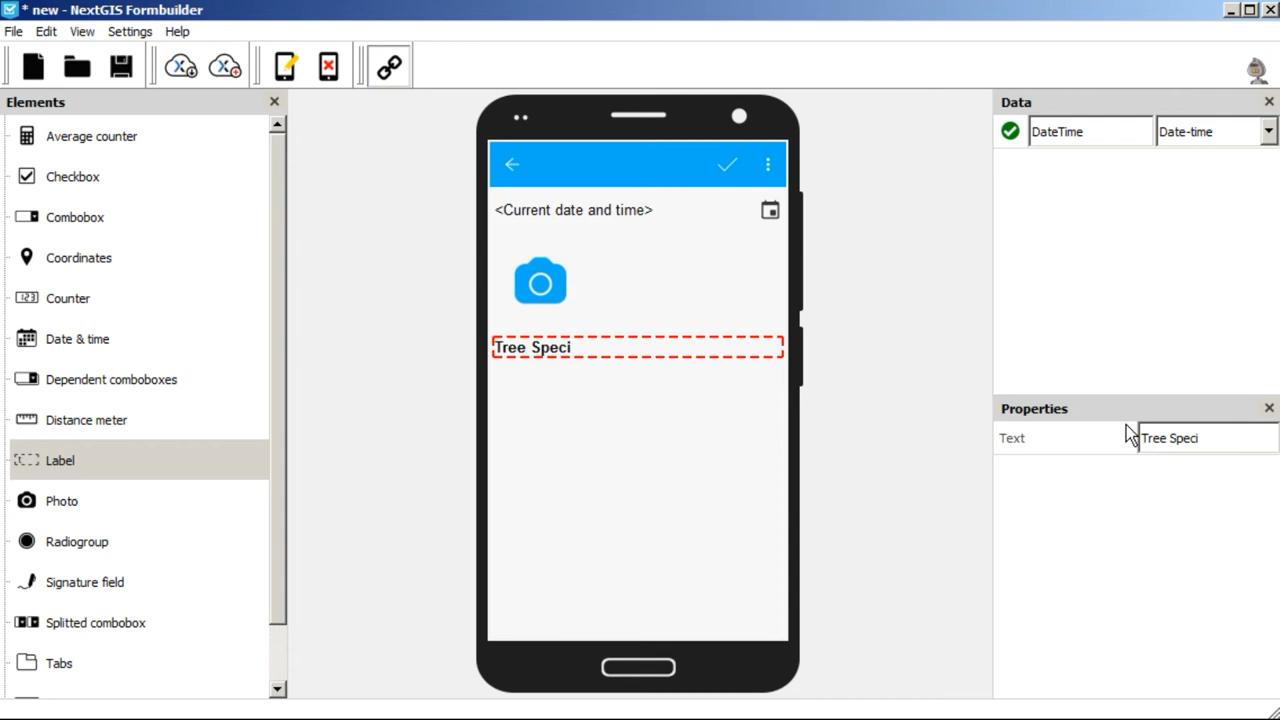 * new - NextGIS Formbuilder
File Edit View Settings Help
Elements
Average counter
Checkbox
Combobox
Coordinates
123 Counter
Date & time
Dependent comboboxes
Distance meter
Label
Photo
Radiogroup
Signature field
Splitted combobox
Tabs
<Current date and time>
Tree Speci
Data
DateTime Date-time
Properties
Text Tree Speci